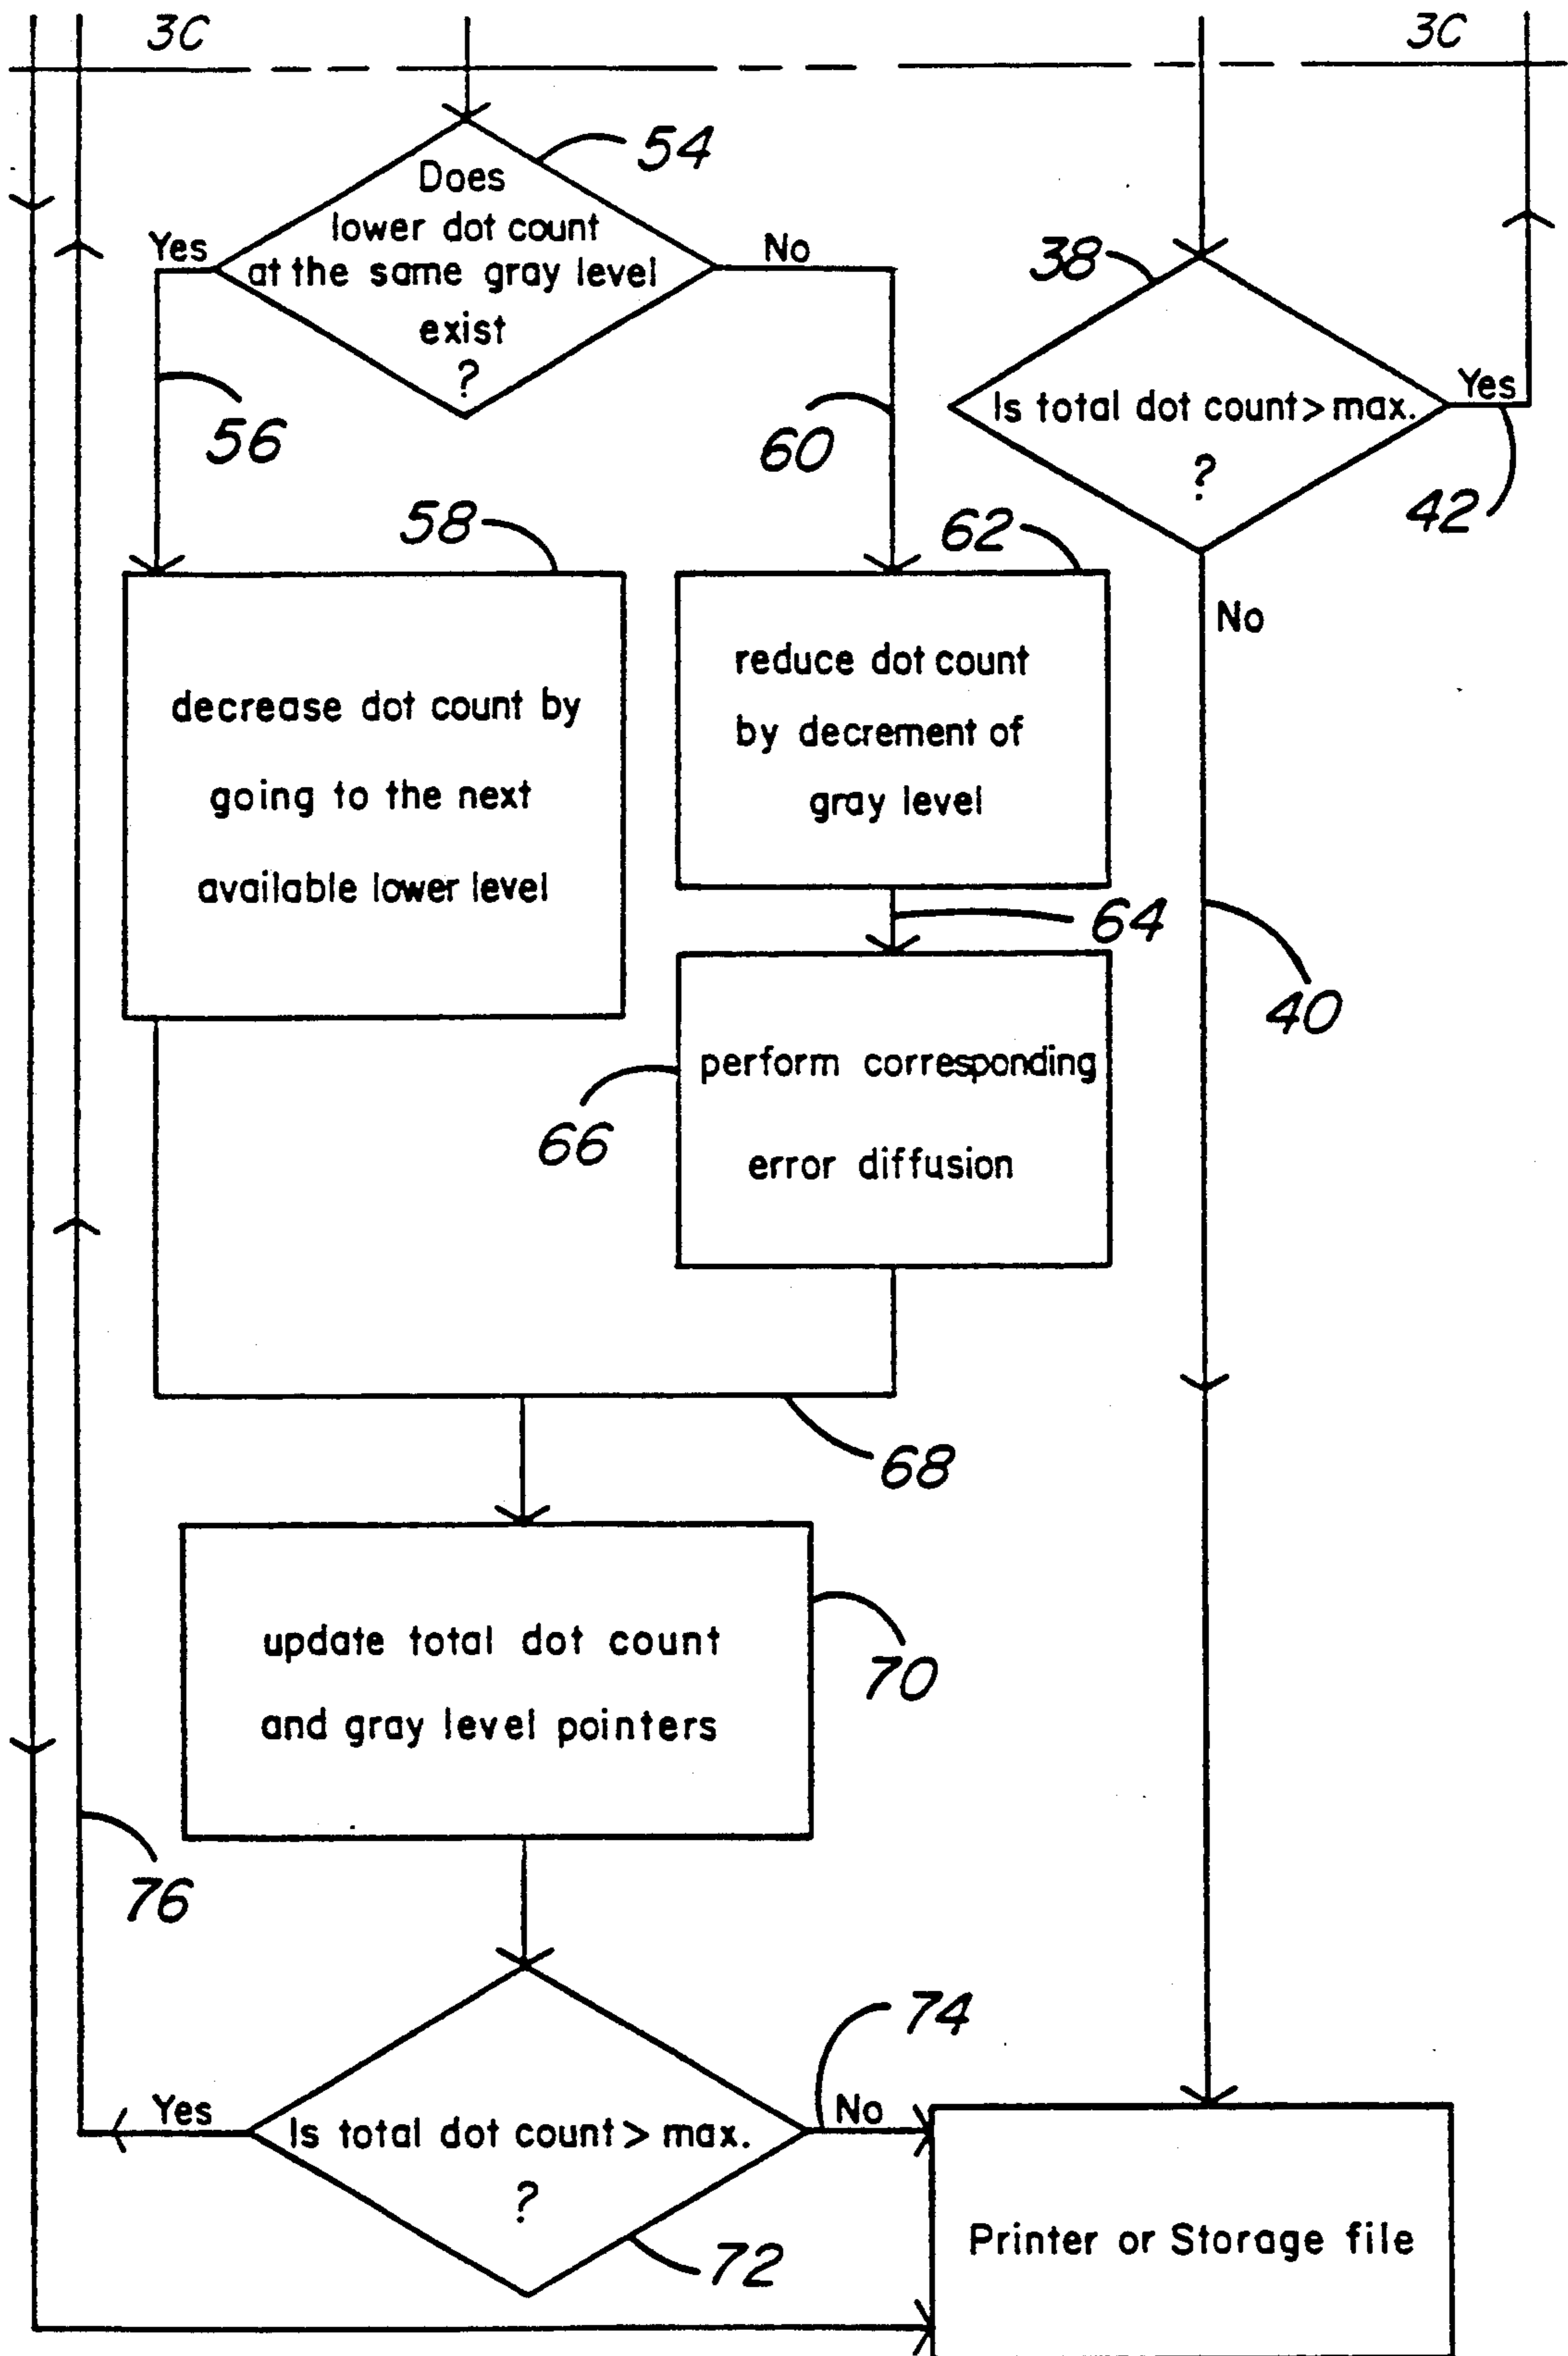 3C
3C
54
Does
lower dot count
at the same gray level
exist
?
Yes
No
56
60
38
Is total dot count > max.
?
Yes
42
No
40
58
decrease dot count by
going to the next
available lower level
62
reduce dot count
by decrement of
gray level
64
66
perform corresponding
error diffusion
68
70
update total dot count
and gray level pointers
76
72
Is total dot count > max.
?
Yes
74
No
Printer or Storage file